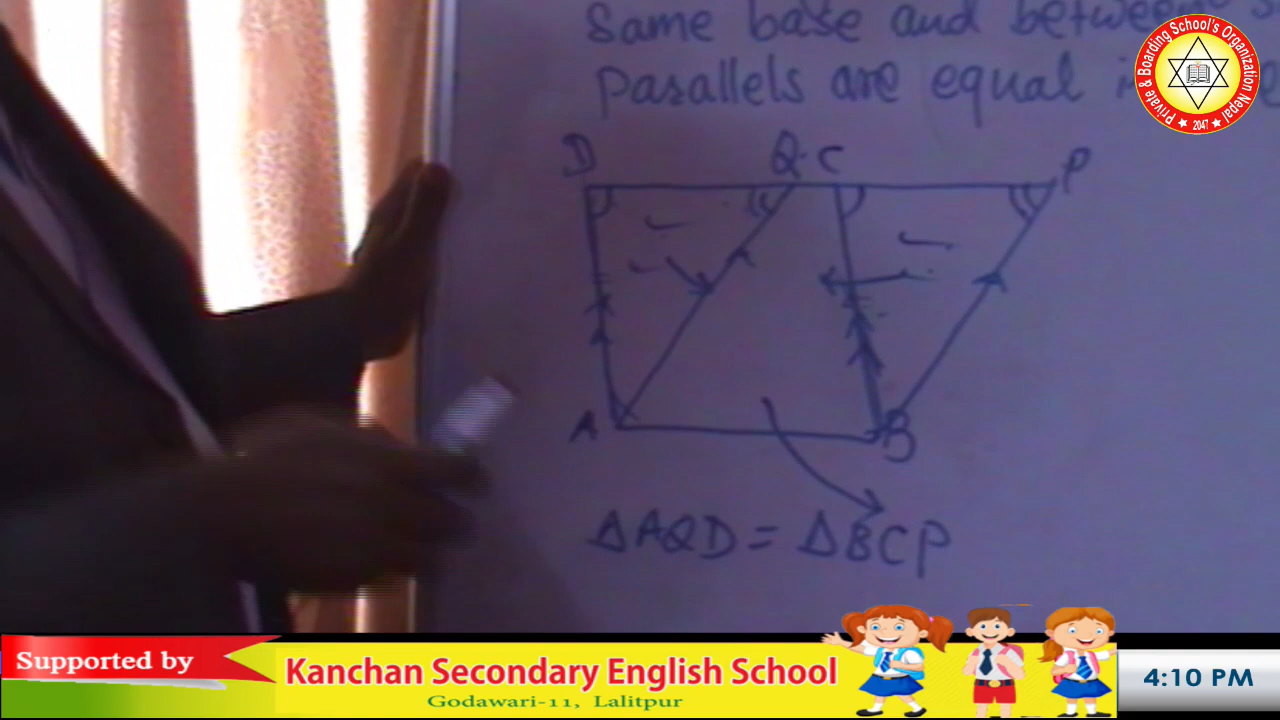 Same base and between
Parallels are equal
D Q C P
A B
ΔAQD = ΔBCP
Private & Boarding School's Organization Nepal
2047
Supported by
Kanchan Secondary English School
Godawari-11, Lalitpur
4:10 PM